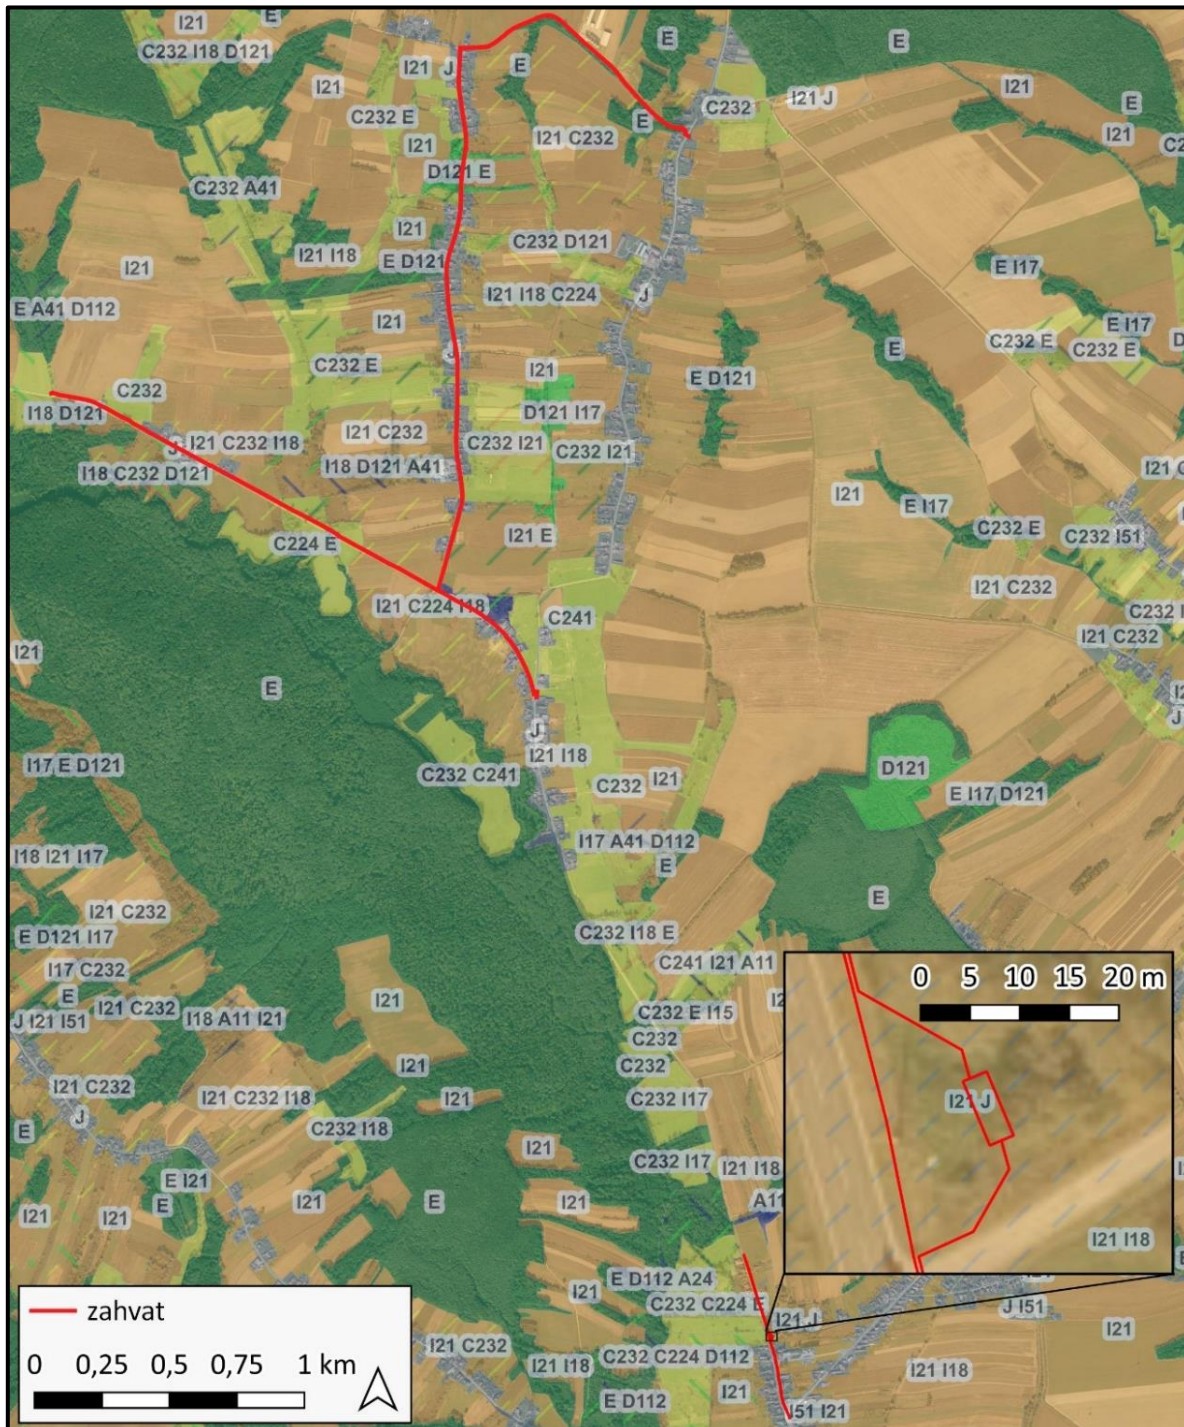 I21
E
C232 I18 D121
I21
J
E
E
E
I21
C232
I21 J
I21
E
C232 E
I21
E
I21 C232
I21
C232 A41
D121 E
I21
C232 D121
I21 I18
E D121
I21
E I17
E A41 D112
I21 I18 C224
J
I21
E I17
C232 E
C232 E
C232 E
J
E
I21
E D121
C232
I18 D121
D121 I17
I21 C232 I18
J
I21 C232
C232 I21
C232 I21
I18 C232 D121
I18 D121 A41
I21
E I17
C224 E
I21 E
C232 E
C232 I51
I21 C232
I21 C224 I18
C241
I21 C232
I21
E
J
J
I21 I18
I17 E D121
C232 C241
C232
I21
D121
E I17 D121
I18 I21 I17
I17 A41 D112
E
E
I21 C232
E D121 I17
C232 I18 E
I17 C232
C241 I21 A11
E
I21 C232
I21
J I21 I51
I18 A11 I21
C232 E I15
C232
I21
C232
I21 C232
I21 C232 I18
I21
C232 I17
J
C232 I18
E
I21
C232 I17
I21 I18
E I21
E
E
I21
I21
I21
I21
A11
0 5 10 15 20 m
I21 J
I21 I18
I21
E D112 A24
C232 C224 E
I21 J
J I51
I21
I21 C232
C232 C224 D112
I21 I18
I21
I21 I18
E D112
I51 I21
zahvat
0 0,25 0,5 0,75 1 km